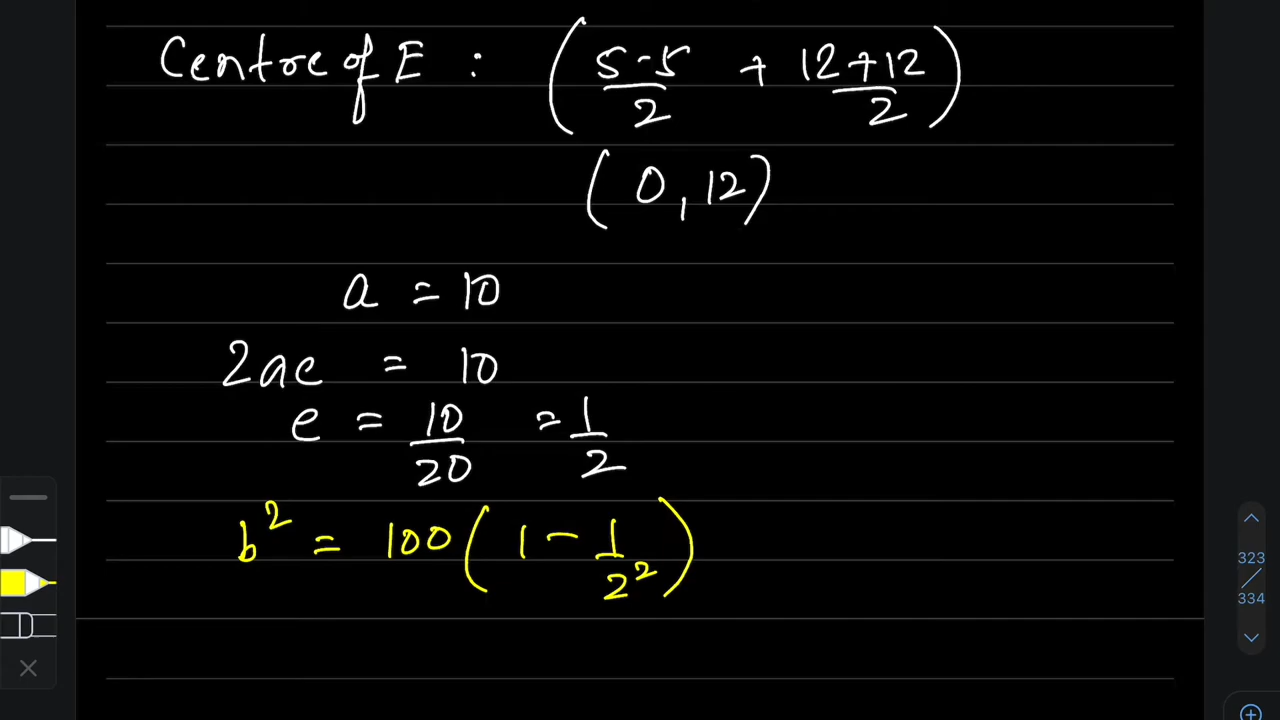 Centre of E : ( 5-5/2 + 12+12/2 )
( 0, 12)
a = 10
2ae = 10
e = 10/20 = 1/2
b² = 100 ( 1 - 1/2² )
323
/
334